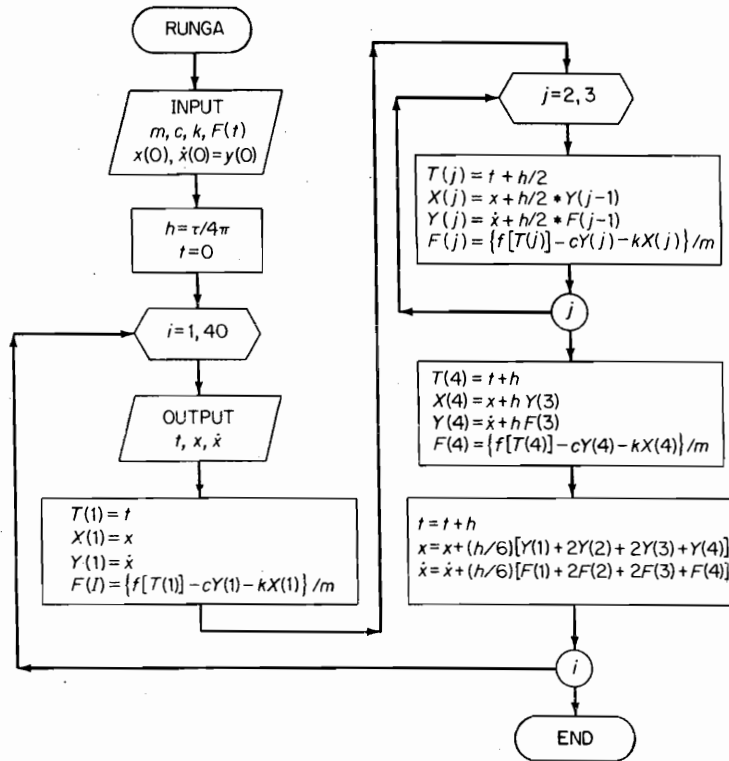 RUNGA
INPUT
m, c, k, F(t)
x(0), ẋ(0)=y(0)
h=τ/4π
t=0
i=1, 40
OUTPUT
t, x, ẋ
T(1) = t
X(1) = x
Y(1) = ẋ
F(I) = {f[T(1)] −cY(1) −kX(1)}/m
j=2, 3
T(j) = t + h/2
X(j) = x + h/2 * Y(j−1)
Y(j) = ẋ + h/2 * F(j−1)
F(j) = {f[T(j)] −cY(j) −kX(j)}/m
j
T(4) = t+h
X(4) = x+h Y(3)
Y(4) = ẋ+h F(3)
F(4) = {f[T(4)] −cY(4) −kX(4)}/m
t = t+h
x = x+(h/6)[Y(1) + 2Y(2) + 2Y(3) + Y(4)]
ẋ = ẋ+(h/6)[F(1) + 2F(2) + 2F(3) + F(4)]
i
END